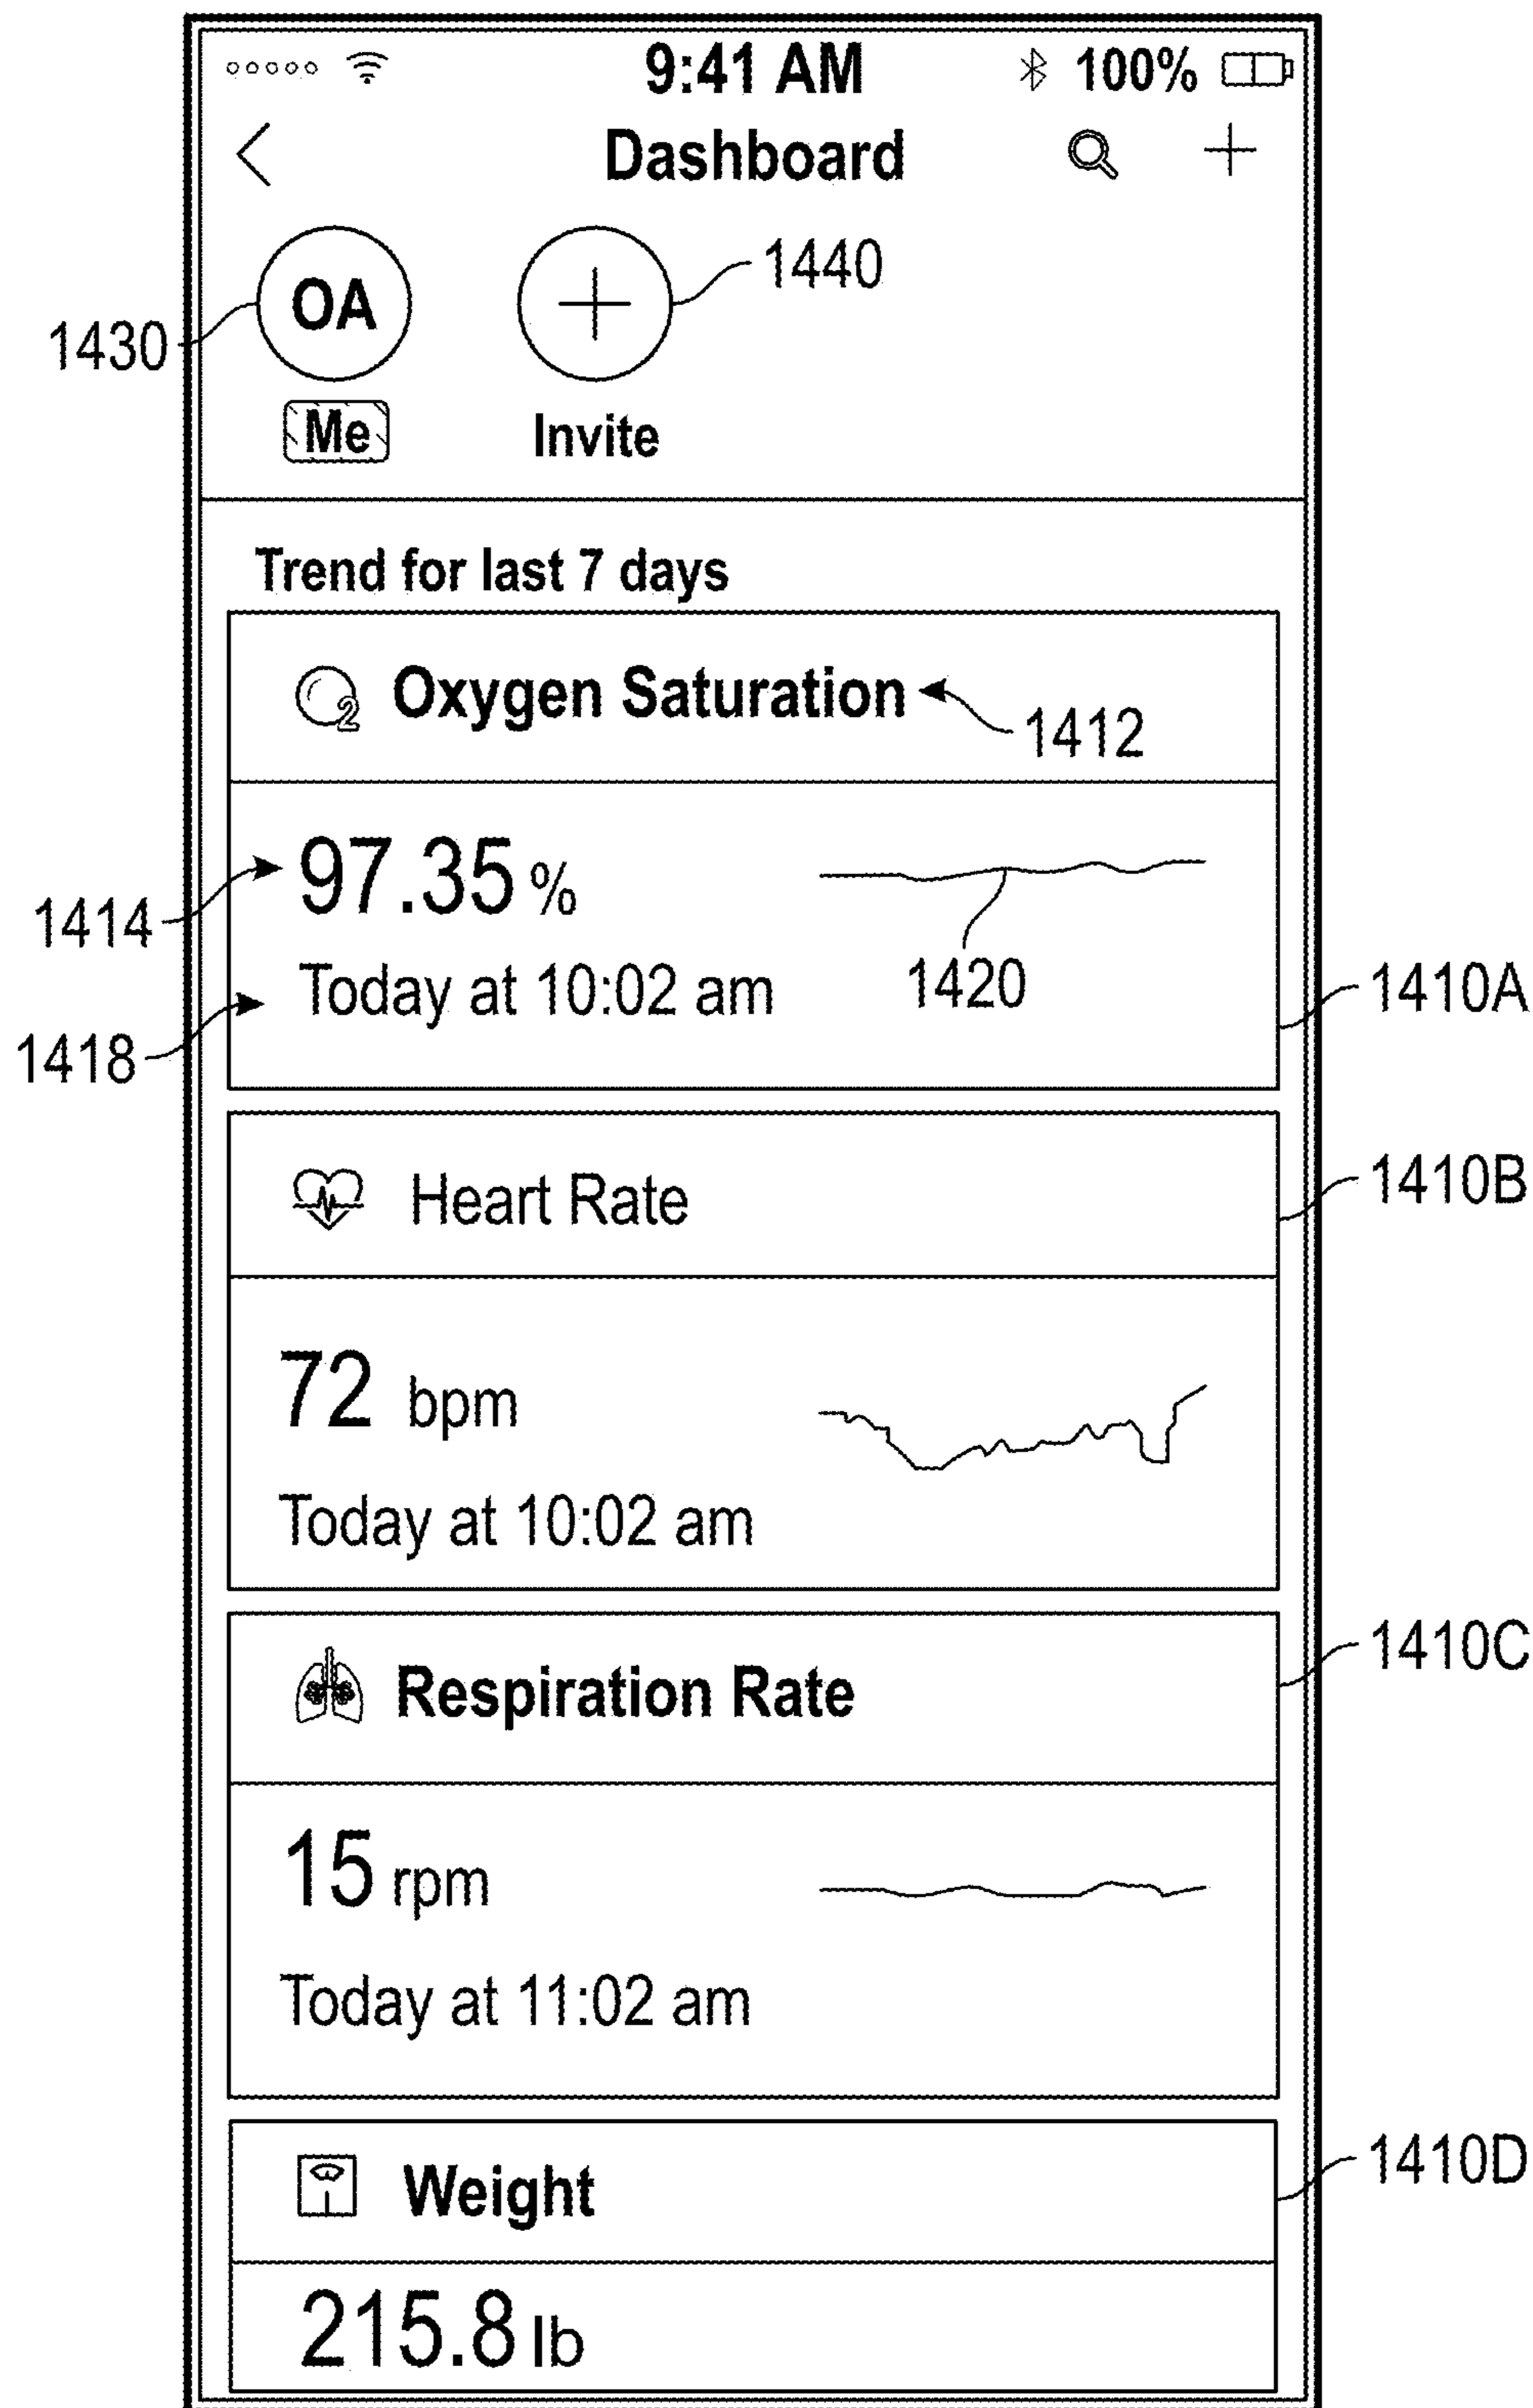 9:41 AM 100%
Dashboard
OA
1440
1430
Me Invite
Trend for last 7 days
2 Oxygen Saturation
1412
97.35 %
1414
Today at 10:02 am 1420 1410A
1418
Heart Rate 1410B
72 bpm
Today at 10:02 am
1410C
Respiration Rate
15 rpm
Today at 11:02 am
1410D
Weight
215.8 lb